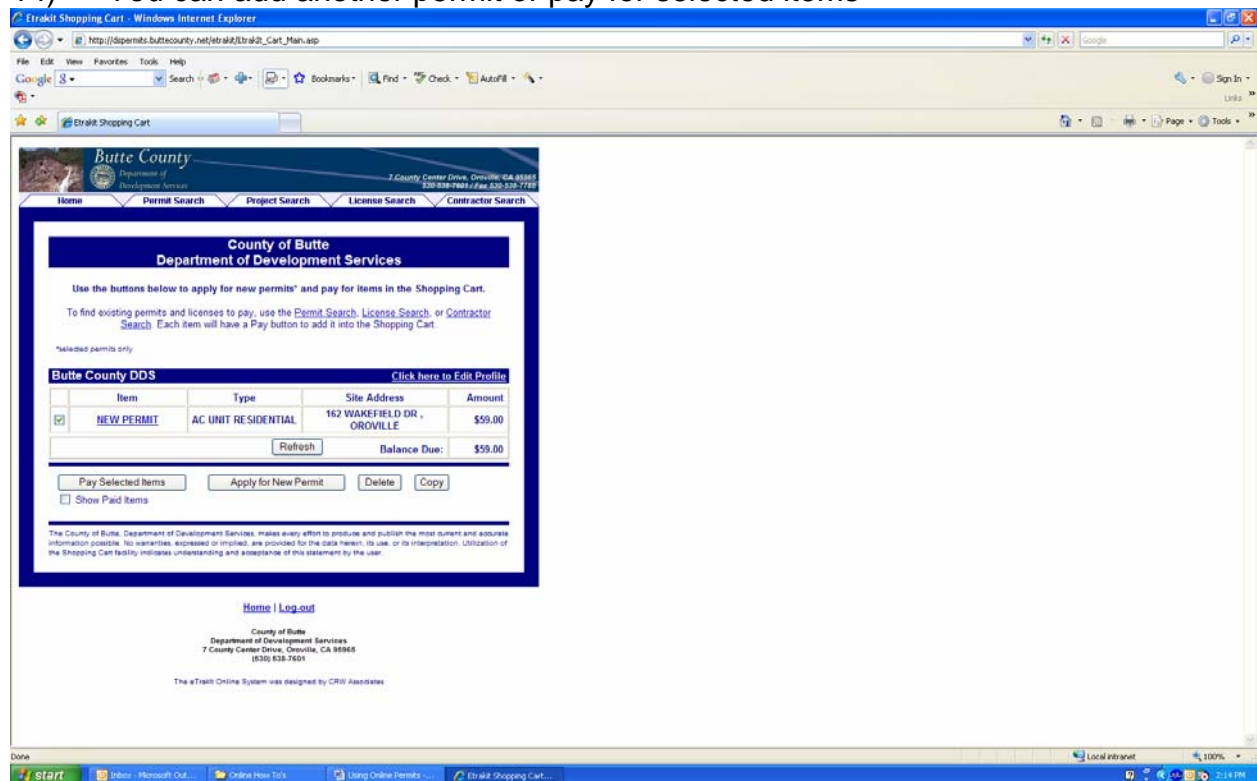 You can add another permit or pay for selected items
Etrakit Shopping Cart - Windows Internet Explorer
http://dspermits.buttecounty.net/etrakit/Etrakit_Cart_Main.asp
Google
File Edit View Favorites Tools Help
Google Search Bookmarks Find Check AutoFill Sign In
Links
Etrakit Shopping Cart Page Tools
Butte County
Department of
Development Services
7 County Center Drive, Oroville, CA 95965
530-538-7601 / Fax 530-538-7785
Home Permit Search Project Search License Search Contractor Search
County of Butte
Department of Development Services
Use the buttons below to apply for new permits* and pay for items in the Shopping Cart.
To find existing permits and licenses to pay, use the Permit Search, License Search, or Contractor
Search. Each item will have a Pay button to add it into the Shopping Cart.
*selected permits only
Butte County DDS Click here to Edit Profile
Item Type Site Address Amount
NEW PERMIT AC UNIT RESIDENTIAL 162 WAKEFIELD DR , $59.00
OROVILLE
Refresh Balance Due: $59.00
Pay Selected Items Apply for New Permit Delete Copy
Show Paid Items
The County of Butte, Department of Development Services, makes every effort to produce and publish the most current and accurate
information possible. No warranties, expressed or implied, are provided for the data herein, its use, or its interpretation. Utilization of
the Shopping Cart facility indicates understanding and acceptance of this statement by the user.
Home | Log-out
County of Butte
Department of Development Services
7 County Center Drive, Oroville, CA 95965
(530) 538-7601
The eTrakit Online System was designed by CRW Associates
Done Local intranet 100%
start Inbox - Microsoft Out... Online How To's Using Online Permits -... Etrakit Shopping Cart... 2:14 PM